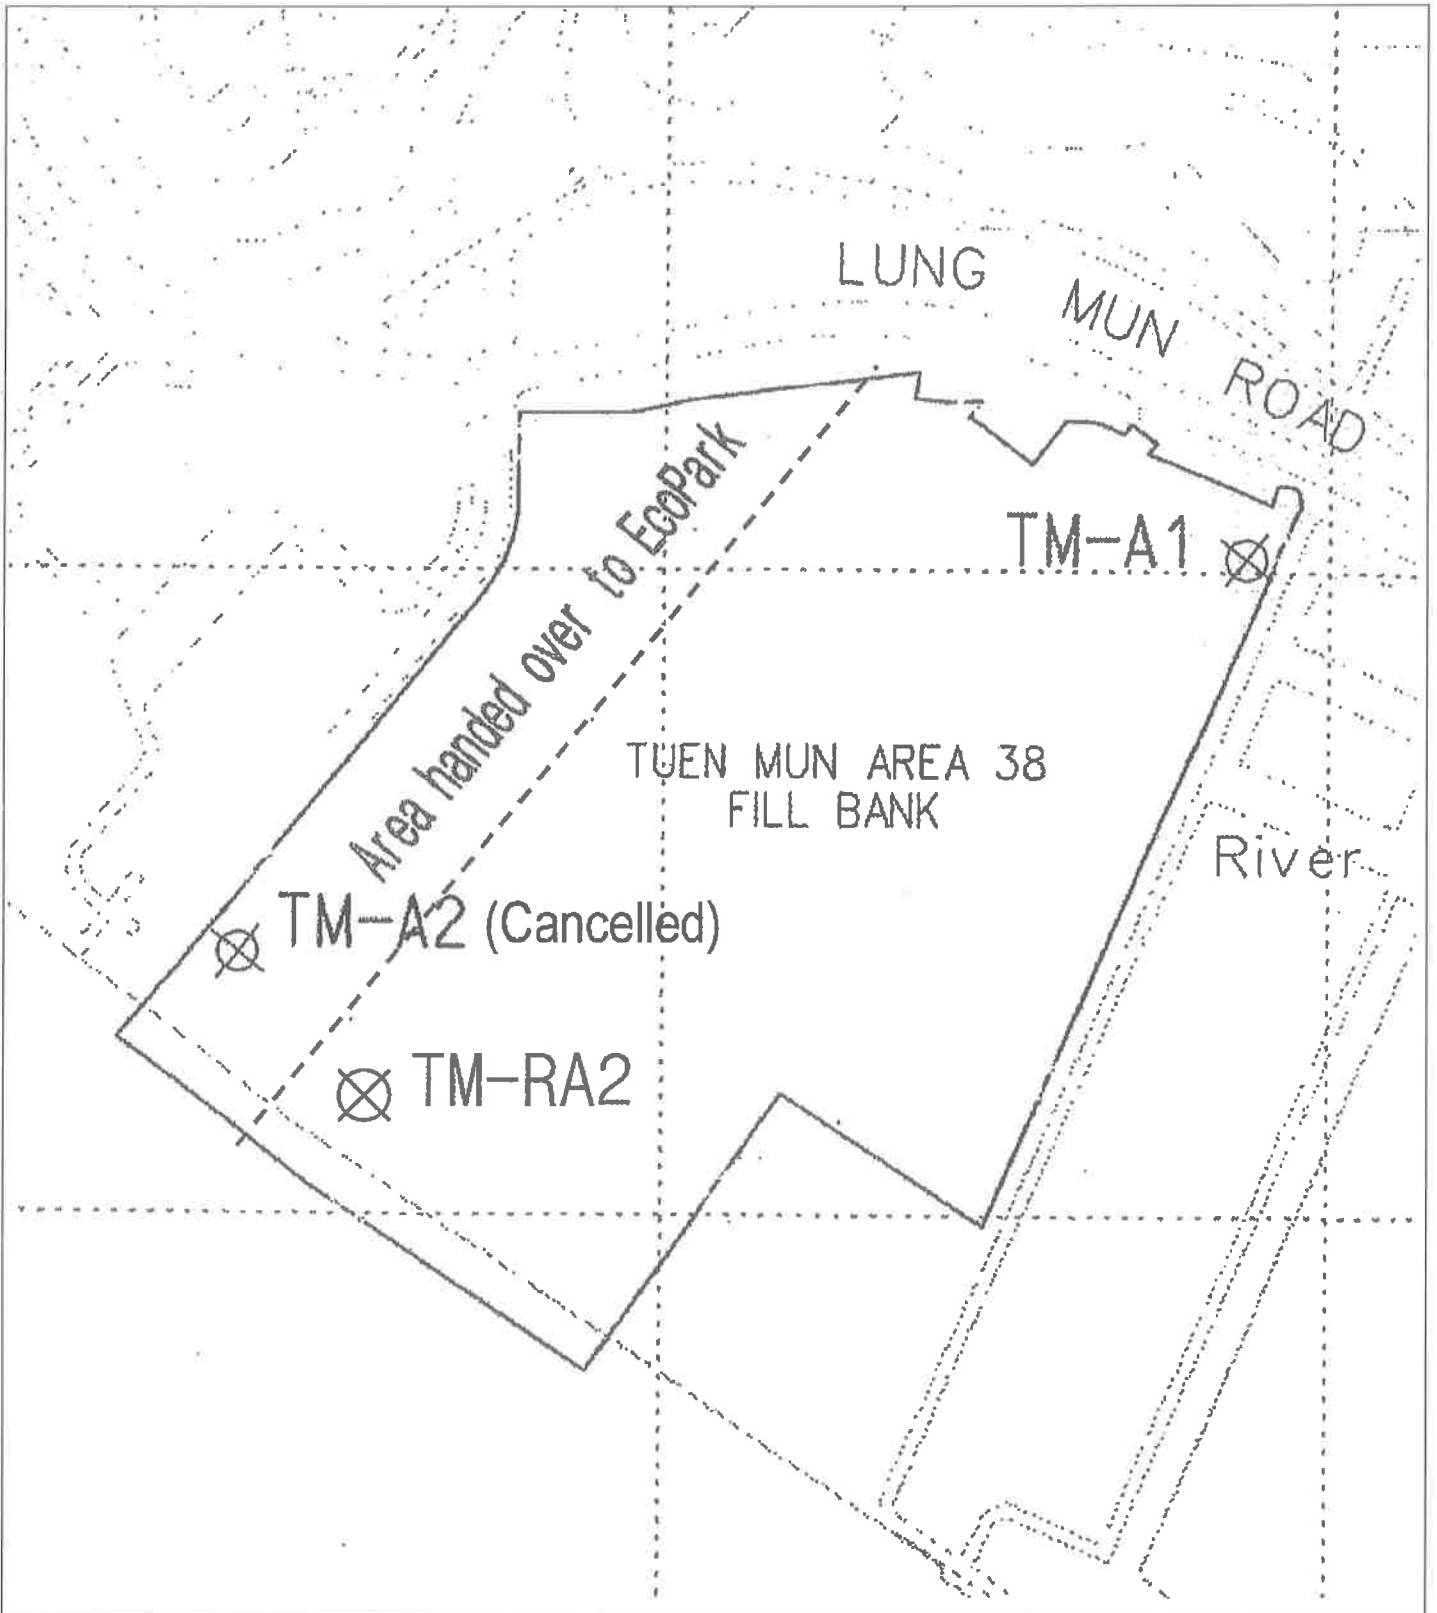 LUNG MUN ROAD
Area handed over to EcoPark
TM-A1
TUEN MUN AREA 38
FILL BANK
River
TM-A2 (Cancelled)
TM-RA2